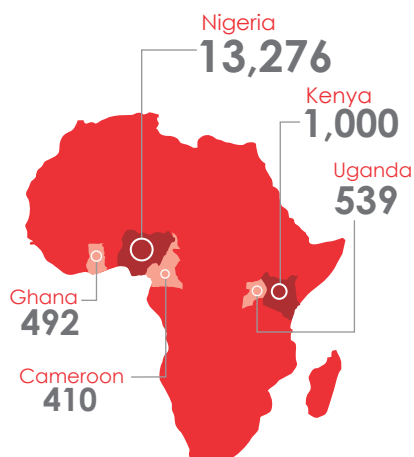 Nigeria
13,276
Kenya
1,000
Uganda
539
Ghana
492
Cameroon
410